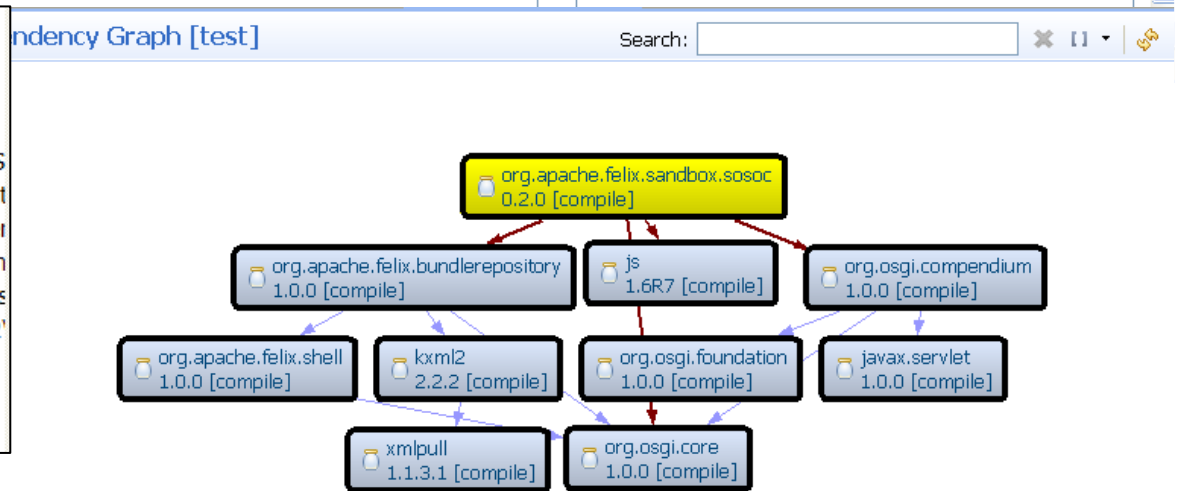 ndency Graph [test]
Search:
org.apache.felix.sandbox.sosoc
0.2.0 [compile]
org.apache.felix.bundlerepository
1.0.0 [compile]
js
1.6R7 [compile]
org.osgi.compendium
1.0.0 [compile]
org.apache.felix.shell
1.0.0 [compile]
kxml2
2.2.2 [compile]
org.osgi.foundation
1.0.0 [compile]
javax.servlet
1.0.0 [compile]
xmlpull
1.1.3.1 [compile]
org.osgi.core
1.0.0 [compile]